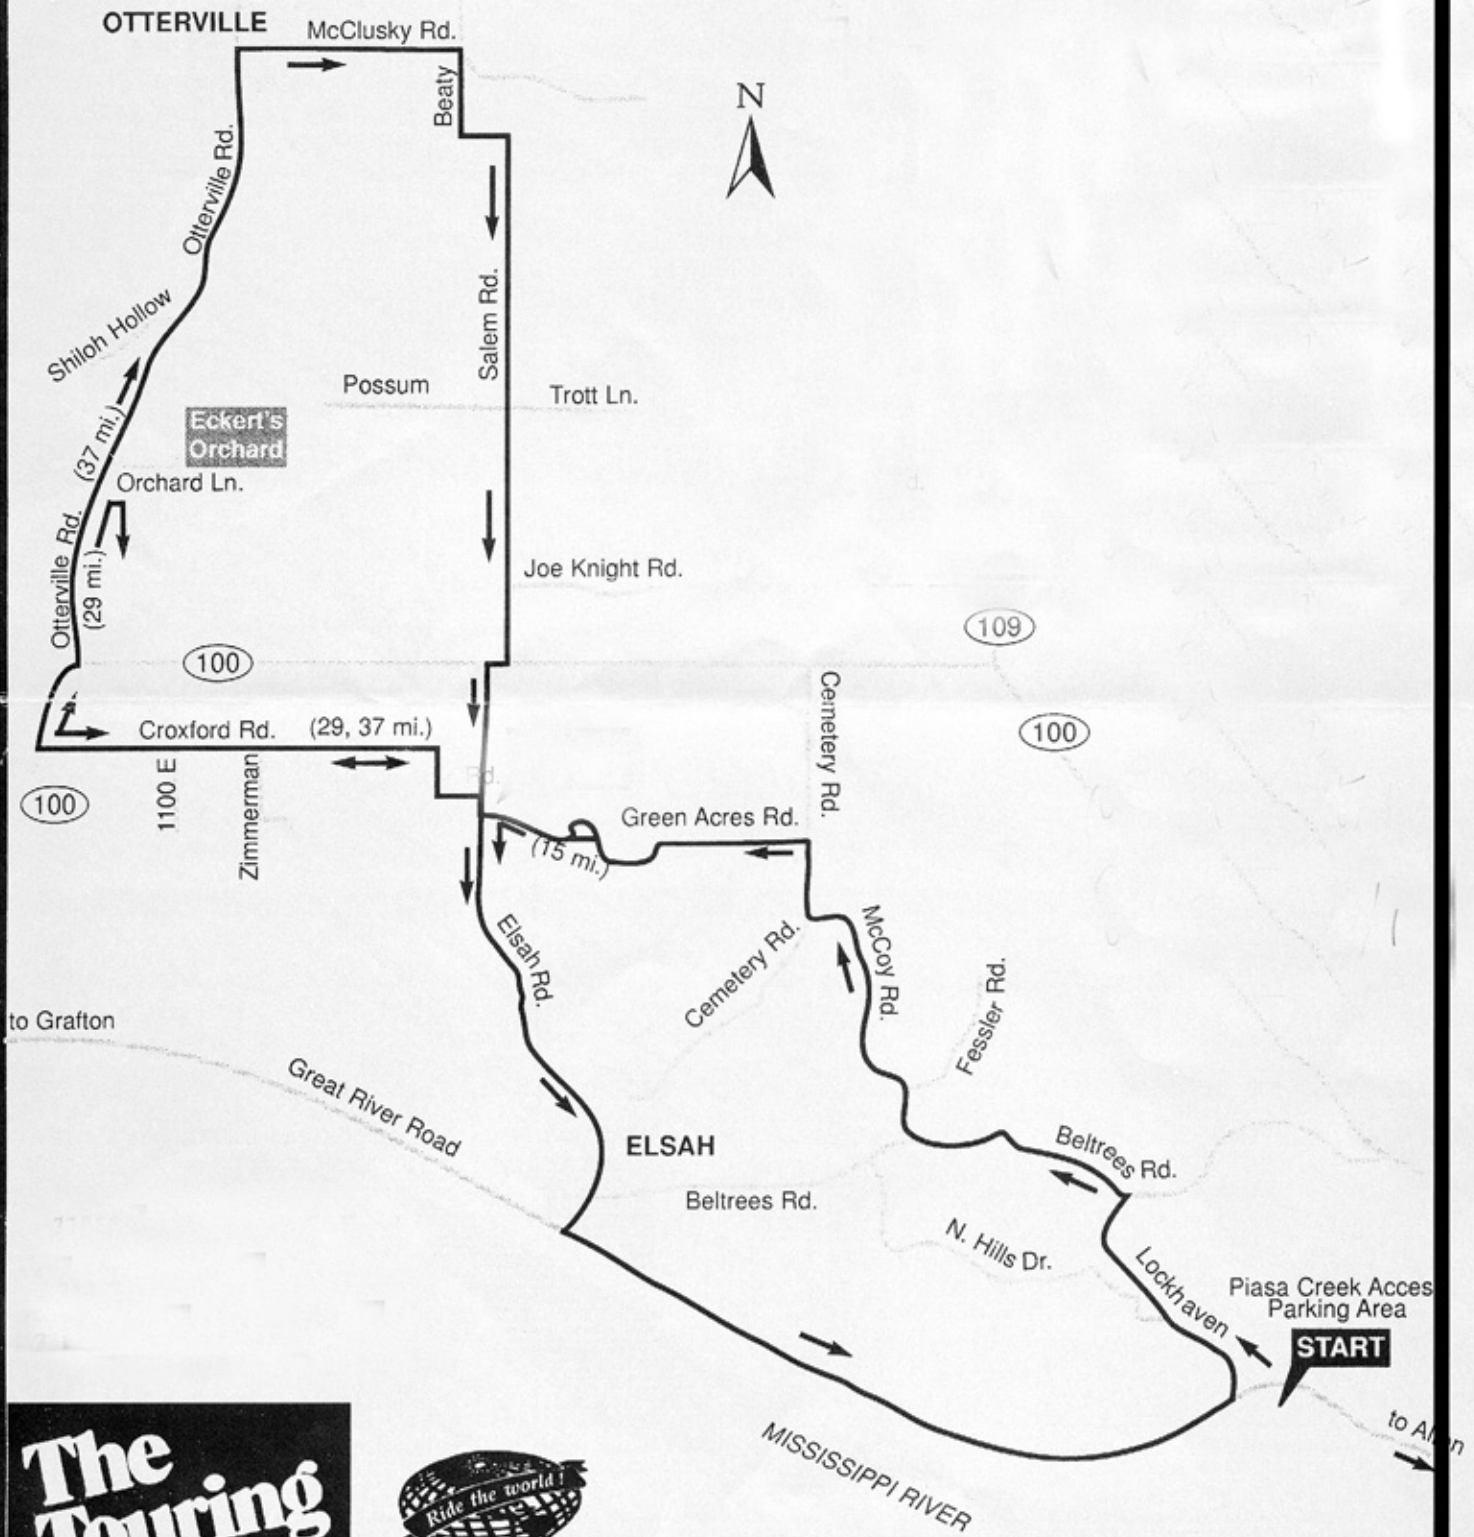 OTTERVILLE
McClusky Rd.
Beaty
N
Otterville Rd.
Shiloh Hollow
Salem Rd.
Possum
Trott Ln.
Eckert's
Orchard
(37 mi.)
Orchard Ln.
Otterville Rd.
(29 mi.)
Joe Knight Rd.
109
100
Cemetery Rd.
Croxford Rd. (29, 37 mi.)
100
1100 E
Zimmerman
Rd.
100
Green Acres Rd.
(15 mi.)
Elsah Rd.
Cemetery Rd.
McCoy Rd.
Fessler Rd.
to Grafton
Great River Road
ELSAH
Beltrees Rd.
Beltrees Rd.
N. Hills Dr.
Lockhaven
Piasa Creek Acces
Parking Area
START
to
MISSISSIPPI RIVER
The
Touring
Ride the world!